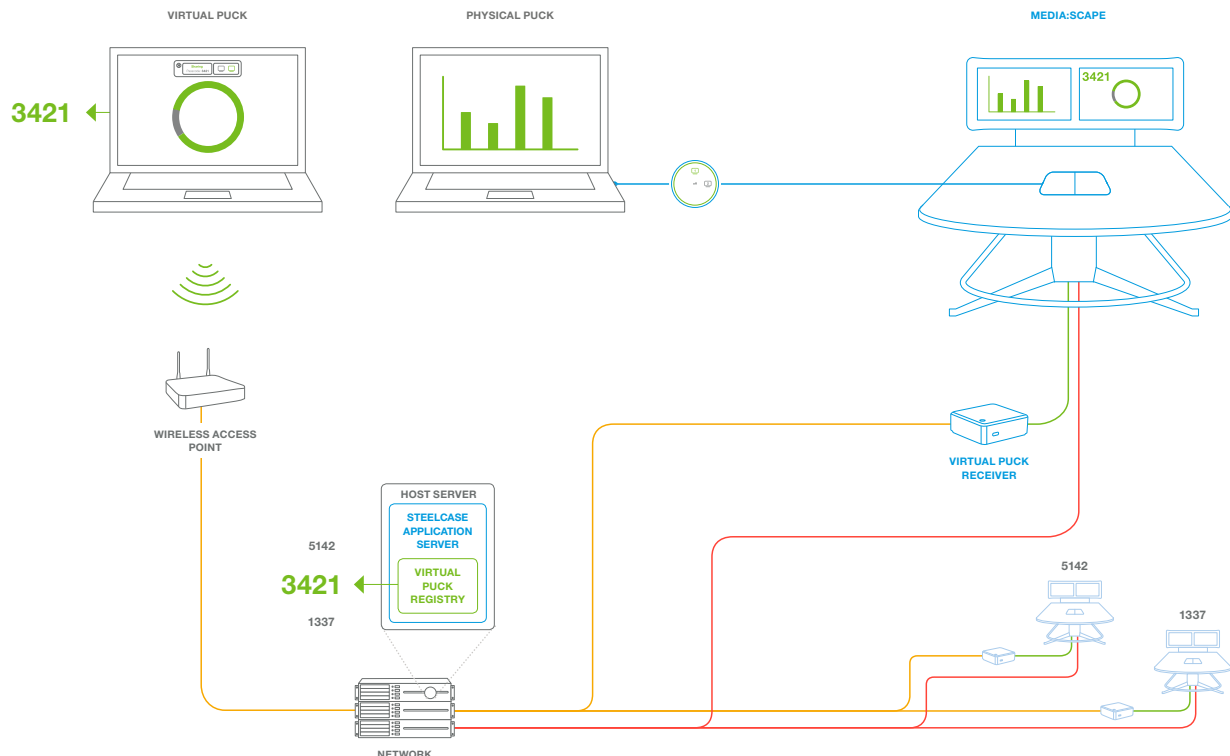 VIRTUAL PUCK
PHYSICAL PUCK
MEDIA:SCAPE
3421
3421
WIRELESS ACCESS
POINT
VIRTUAL PUCK
RECEIVER
HOST SERVER
STEELCASE
APPLICATION
SERVER
5142
3421
VIRTUAL
PUCK
REGISTRY
1337
5142
1337
NETWORK